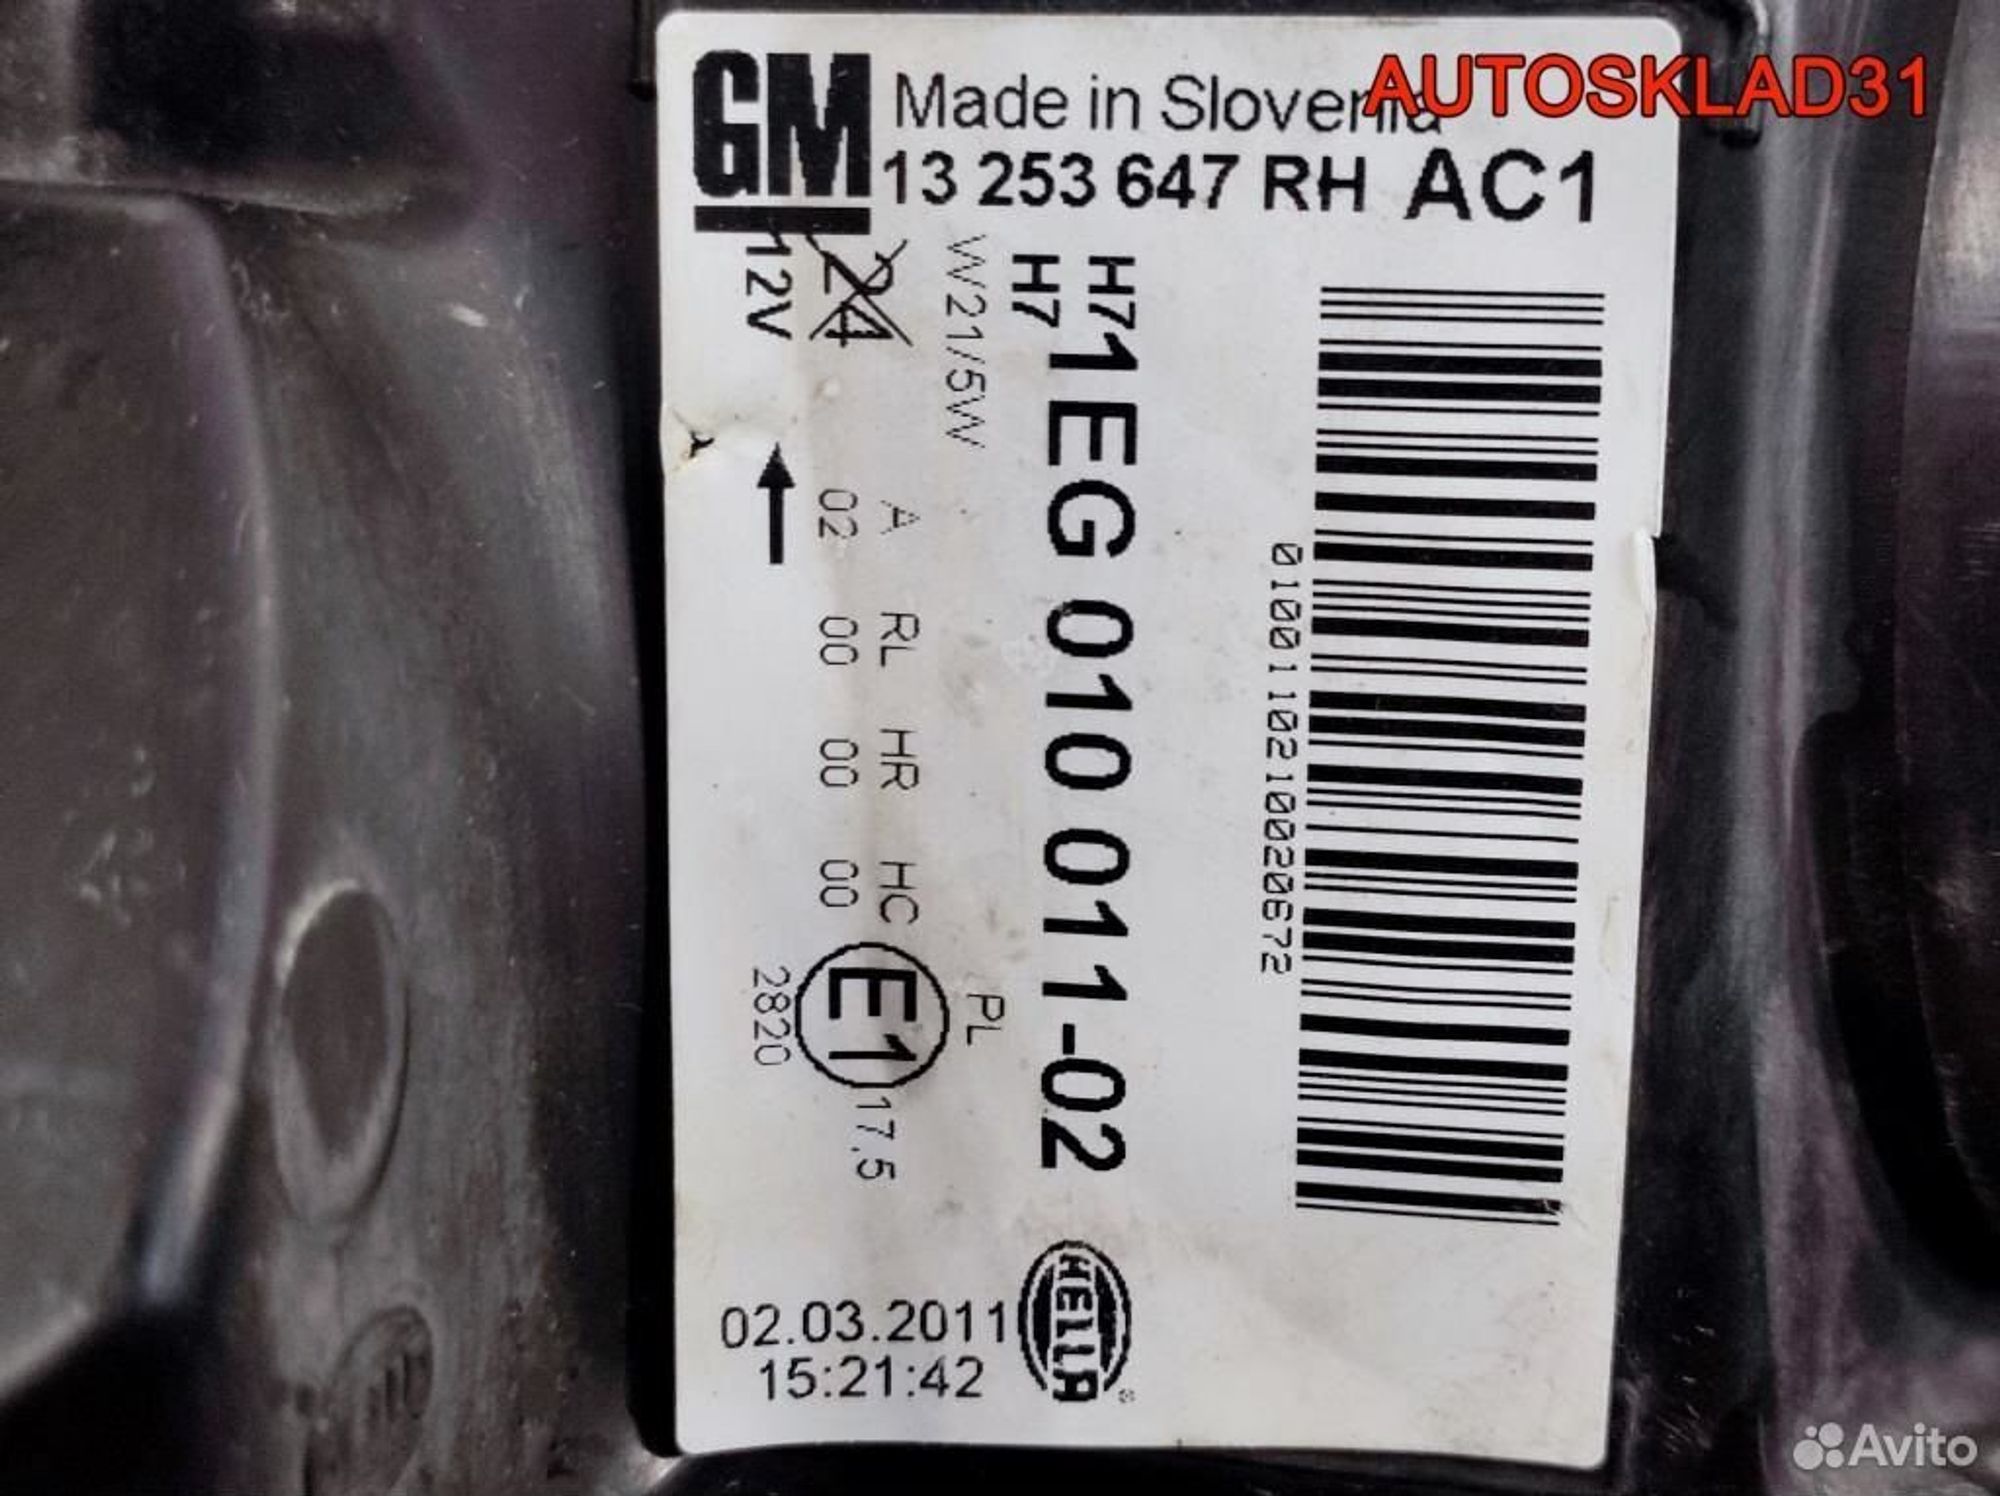 AUTOSKLAD31
GM Made in Slovenia
13 253 647 RH AC1
12V
24
W21/5W
H7
H7
1EG 010 011-02
A RL HR HC
02 00 00 00
E1
17.5
2820
PL
0100110210020672
02.03.2011
15:21:42
HELLA
®
Avito